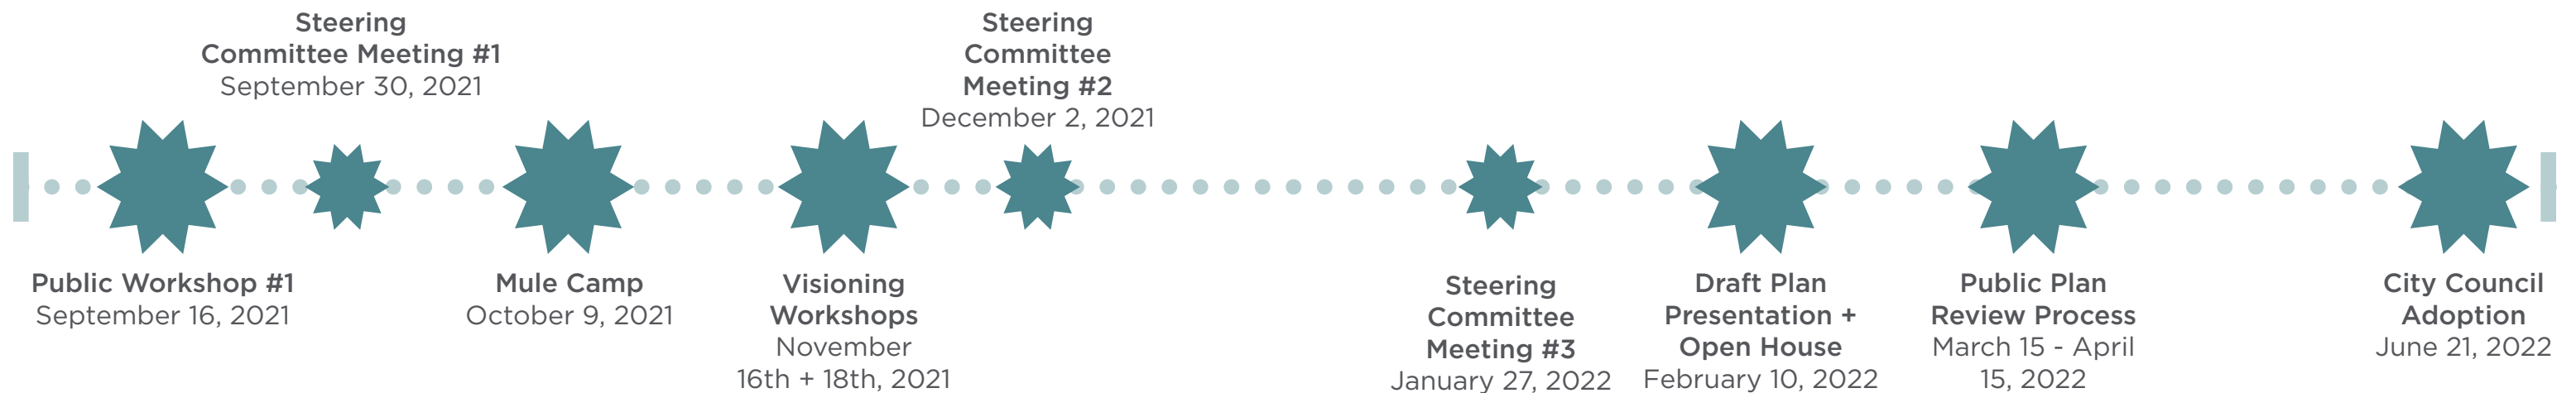 Steering
Committee Meeting #1
September 30, 2021
Steering
Committee
Meeting #2
December 2, 2021
Public Workshop #1
September 16, 2021
Mule Camp
October 9, 2021
Visioning
Workshops
November
16th + 18th, 2021
Steering
Committee
Meeting #3
January 27, 2022
Draft Plan
Presentation +
Open House
February 10, 2022
Public Plan
Review Process
March 15 - April
15, 2022
City Council
Adoption
June 21, 2022